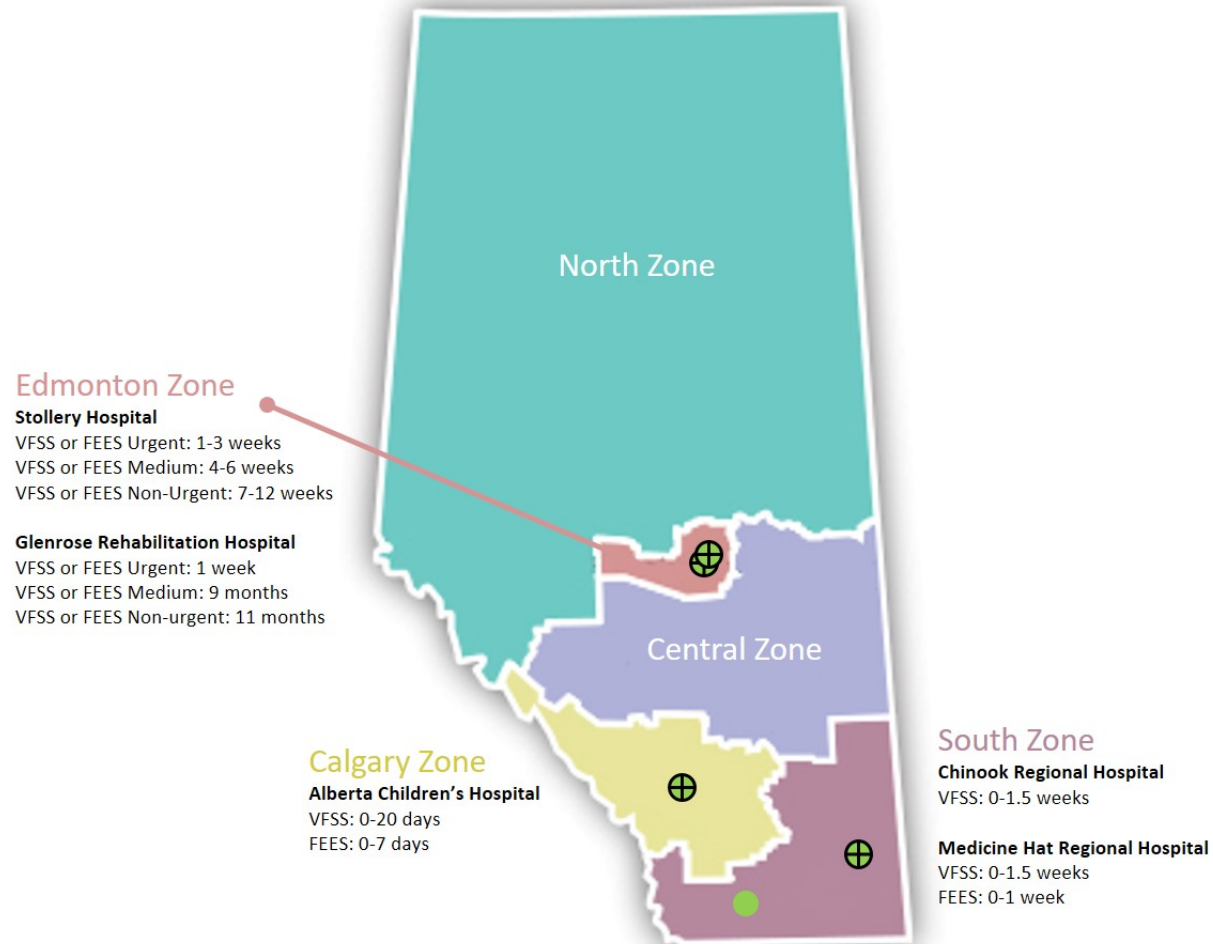 North Zone
Edmonton Zone
Stollery Hospital
VFSS or FEES Urgent: 1-3 weeks
VFSS or FEES Medium: 4-6 weeks
VFSS or FEES Non-Urgent: 7-12 weeks
Glenrose Rehabilitation Hospital
VFSS or FEES Urgent: 1 week
VFSS or FEES Medium: 9 months
VFSS or FEES Non-urgent: 11 months
Central Zone
Calgary Zone
Alberta Children’s Hospital
VFSS: 0-20 days
FEES: 0-7 days
South Zone
Chinook Regional Hospital
VFSS: 0-1.5 weeks
Medicine Hat Regional Hospital
VFSS: 0-1.5 weeks
FEES: 0-1 week